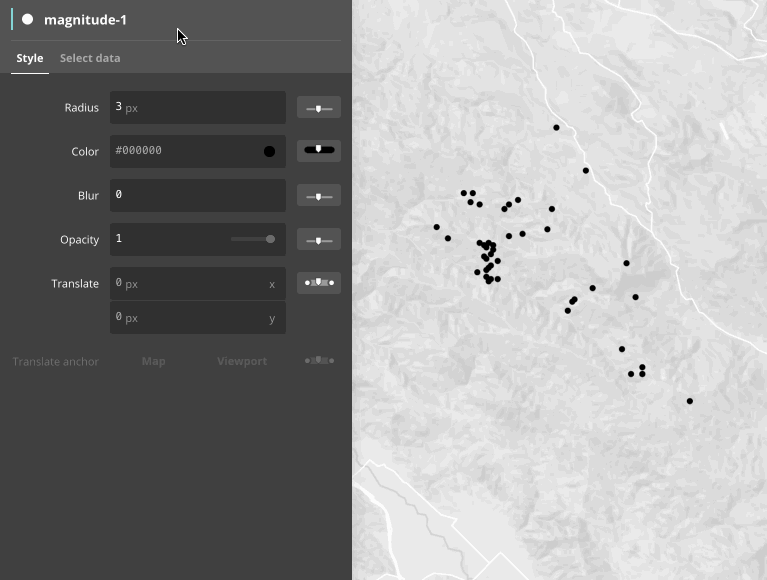 magnitude-1
Style Select data
Radius 3 px
Color #000000
Blur 0
Opacity 1
Translate 0 px x
0 px y
Translate anchor Map Viewport